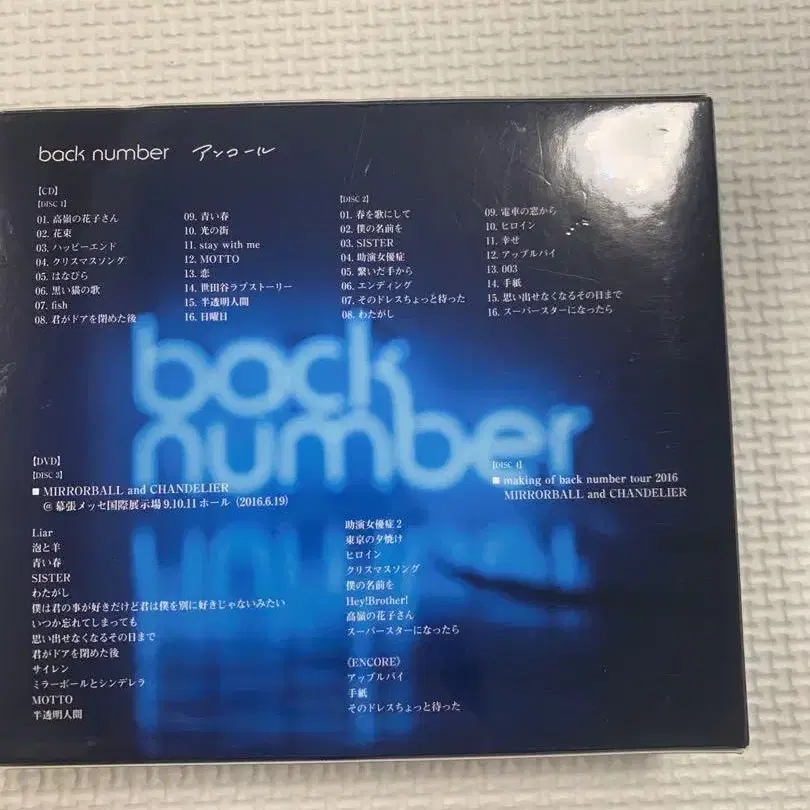 back number アンコール
【CD】
【DISC 1】
01. 高嶺の花子さん
02. 花束
03. ハッピーエンド
04. クリスマスソング
05. はなびら
06. 黒い猫の歌
07. fish
08. 君がドアを閉めた後
09. 青い春
10. 光の街
11. stay with me
12. MOTTO
13. 恋
14. 世田谷ラブストーリー
15. 半透明人間
16. 日曜日
【DISC 2】
01. 春を歌にして
02. 僕の名前を
03. SISTER
04. 助演女優症
05. 繋いだ手から
06. エンディング
07. そのドレスちょっと待った
08. わたがし
09. 電車の窓から
10. ヒロイン
11. 幸せ
12. アップルパイ
13. 003
14. 手紙
15. 思い出せなくなるその日まで
16. スーパースターになったら
back
number
【DVD】
【DISC 3】
■ MIRRORBALL and CHANDELIER
@ 幕張メッセ国際展示場 9.10.11 ホール（2016.6.19）
Liar
泡と羊
青い春
SISTER
わたがし
僕は君の事が好きだけど君は僕を別に好きじゃないみたい
いつか忘れてしまっても
思い出せなくなるその日まで
君がドアを閉めた後
サイレン
ミラーボールとシンデレラ
MOTTO
半透明人間
助演女優症 2
東京の夕焼け
ヒロイン
クリスマスソング
僕の名前を
Hey!Brother!
高嶺の花子さん
スーパースターになったら
《ENCORE》
アップルパイ
手紙
そのドレスちょっと待った
【DISC 4】
■ making of back number tour 2016
MIRRORBALL and CHANDELIER